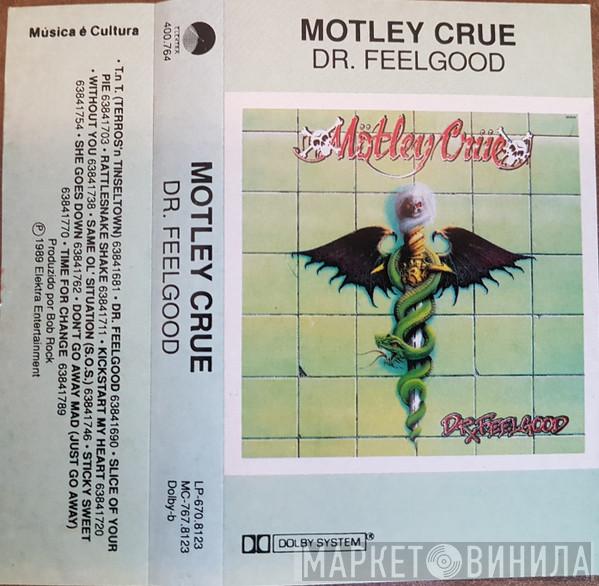 Música é Cultura
• T.n T. (TERROS'n TINSELTOWN) 63841681 • DR. FEELGOOD 63841690 • SLICE OF YOUR
PIE 63841703 • RATTLESNAKE SHAKE 63841711 • KICKSTART MY HEART 63841720
• WITHOUT YOU 63841738 • SAME OL' SITUATION (S.O.S.) 63841746 • STICKY SWEET
63841754 • SHE GOES DOWN 63841762 • DON'T GO AWAY MAD (JUST GO AWAY)
63841770 • TIME FOR CHANGE 63841789
Produzido por Bob Rock
℗ 1989 Elektra Entertainment
400.764
MOTLEY CRUE
DR. FEELGOOD
LP-670.8123
MC-767.8123
Dolby-b
MOTLEY CRUE
DR. FEELGOOD
Mötley Crüe
DR. FEELGOOD
DOLBY SYSTEM®
МАРКЕТ ВИНИЛА